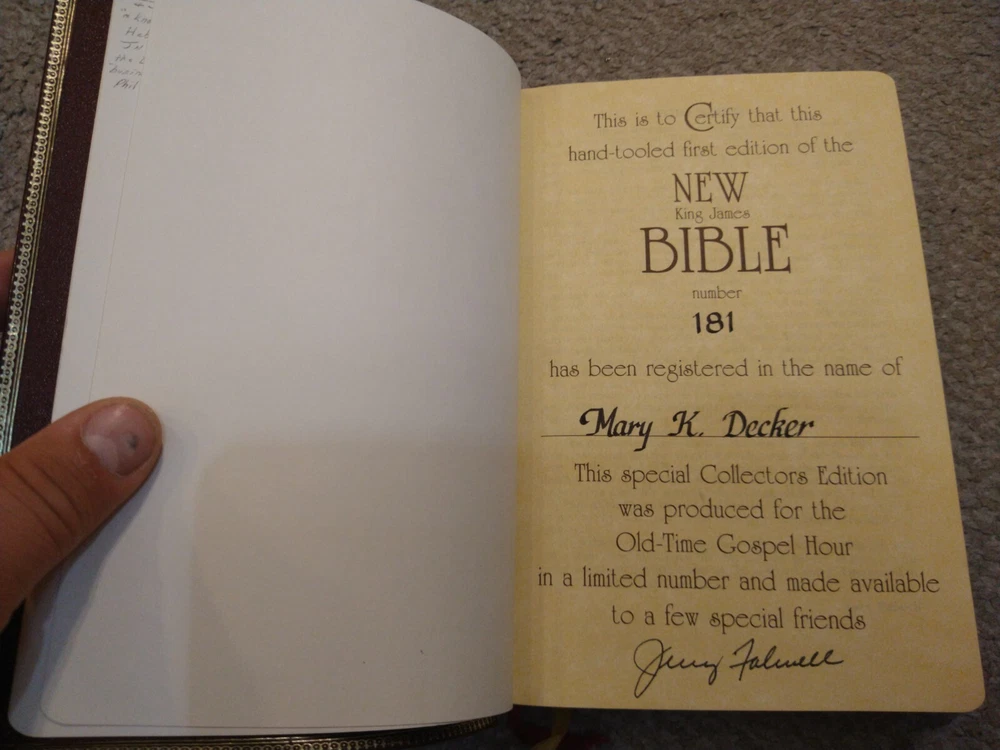 Phil
This is to Certify that this
hand-tooled first edition of the
NEW
King James
BIBLE
number
181
has been registered in the name of
Mary K. Decker
This special Collectors Edition
was produced for the
Old-Time Gospel Hour
in a limited number and made available
to a few special friends
Jerry Falwell